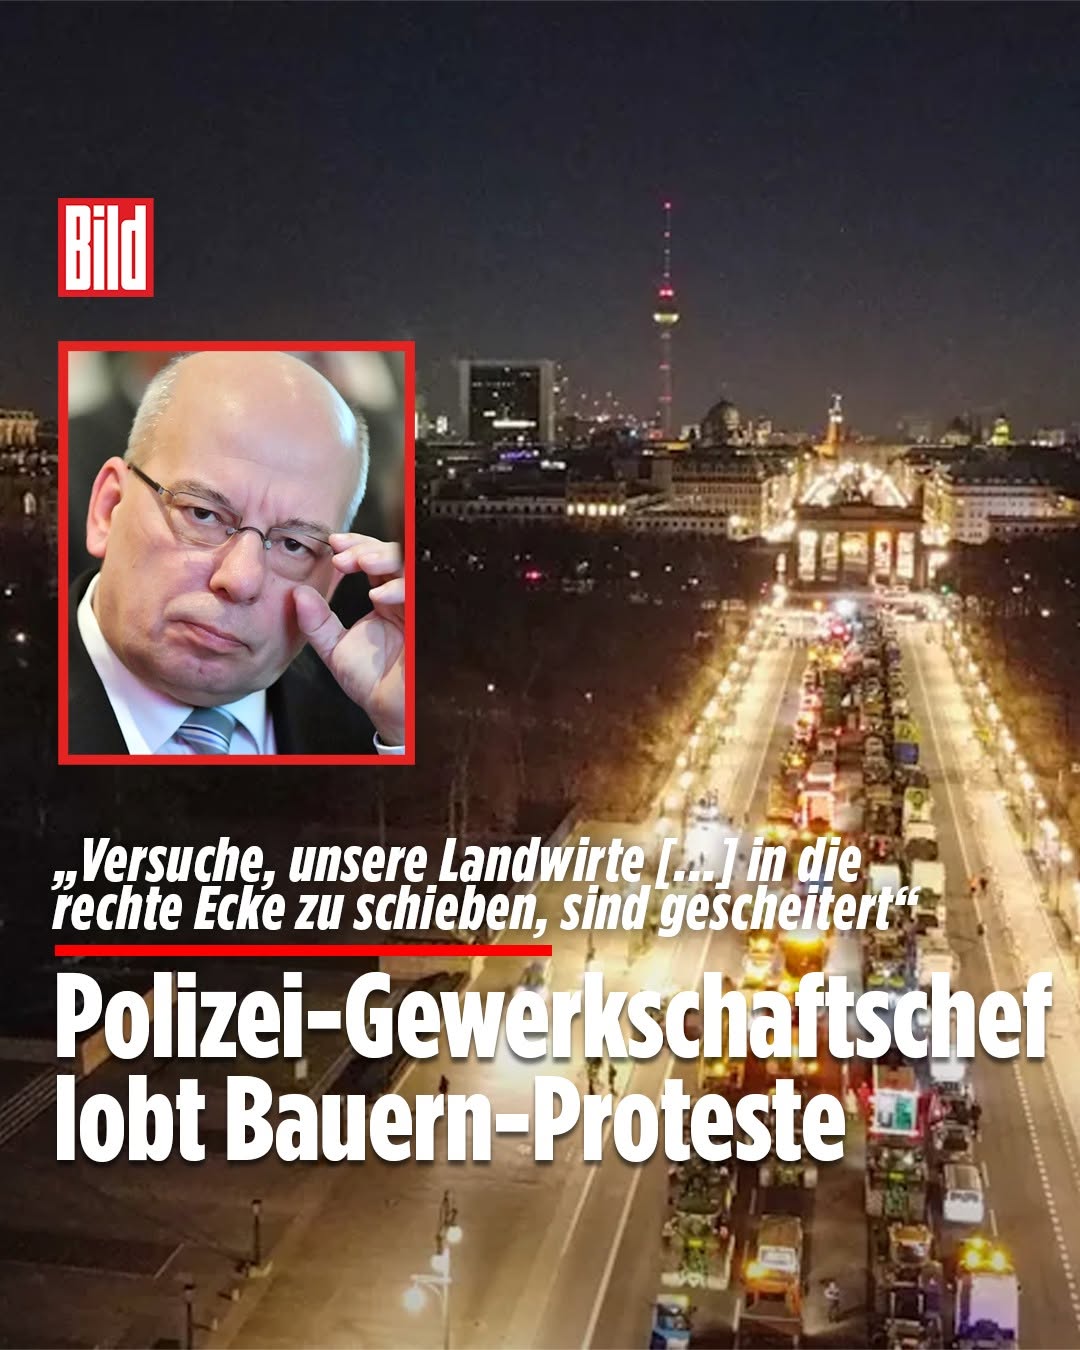 Bild
„Versuche, unsere Landwirte [...] in die
rechte Ecke zu schieben, sind gescheitert“
Polizei-Gewerkschaftschef
lobt Bauern-Proteste